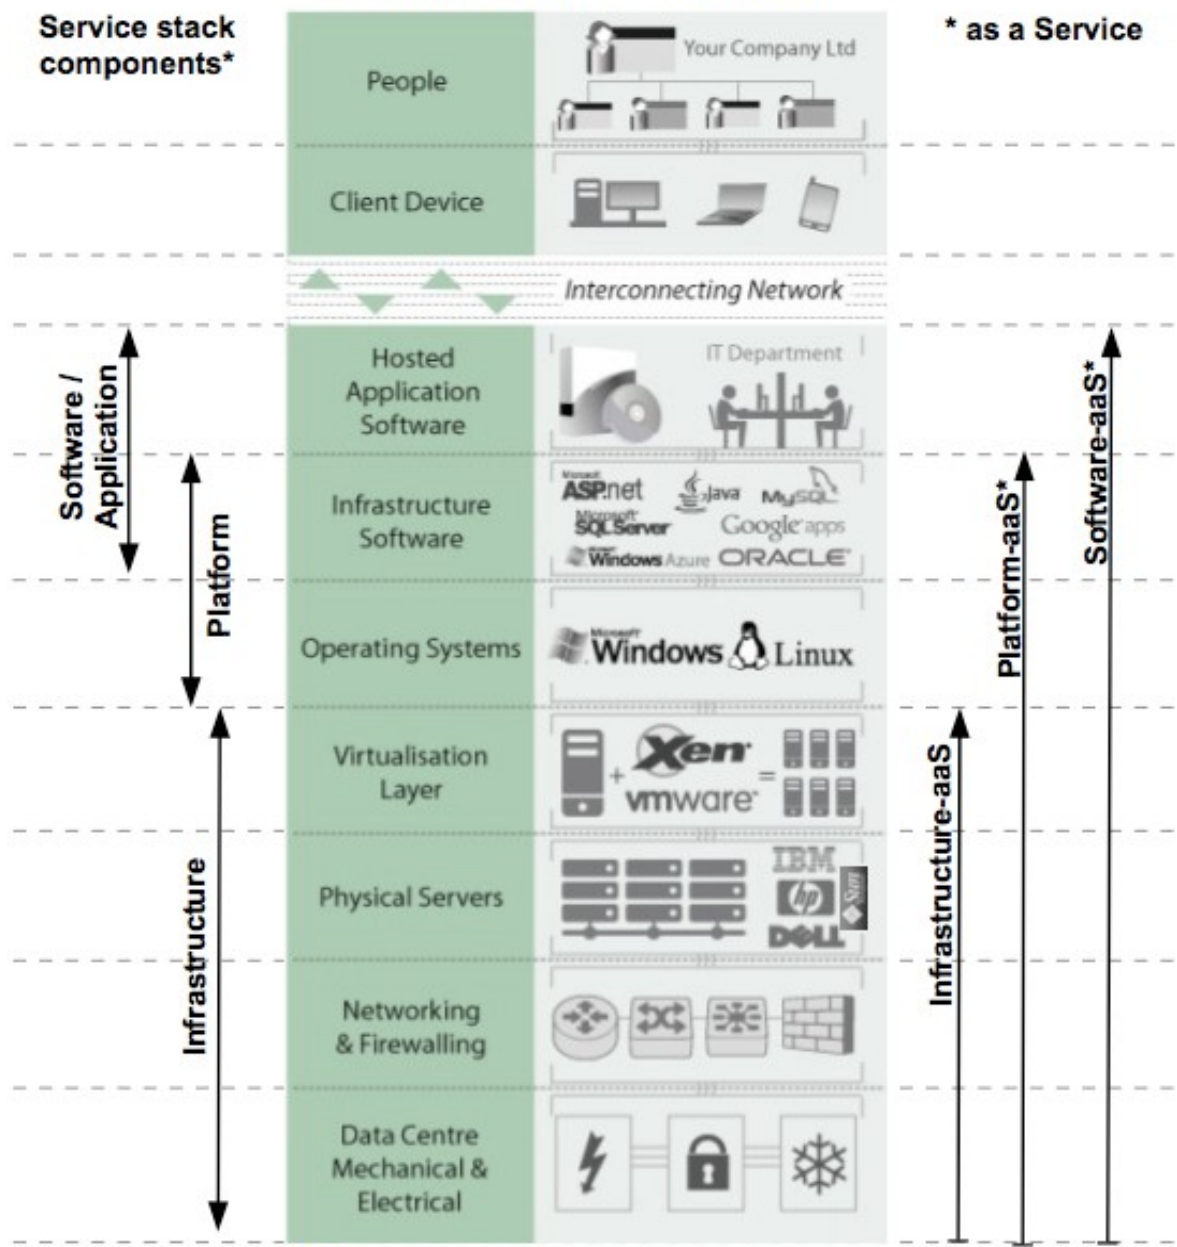 Service stack
components*
* as a Service
People
Your Company Ltd
Client Device
Interconnecting Network
Hosted
Application
Software
IT Department
Infrastructure
Software
Microsoft
ASP.net
Java
MySQL
Microsoft
SQL Server
Google apps
Microsoft
Windows Azure
ORACLE
Operating Systems
Microsoft
Windows
Linux
Virtualisation
Layer
+
Xen
vmware
=
Physical Servers
IBM
hp
Sun
DELL
Networking
& Firewalling
Data Centre
Mechanical &
Electrical
Software /
Application
Platform
Infrastructure
Infrastructure-aaS
Platform-aaS*
Software-aaS*